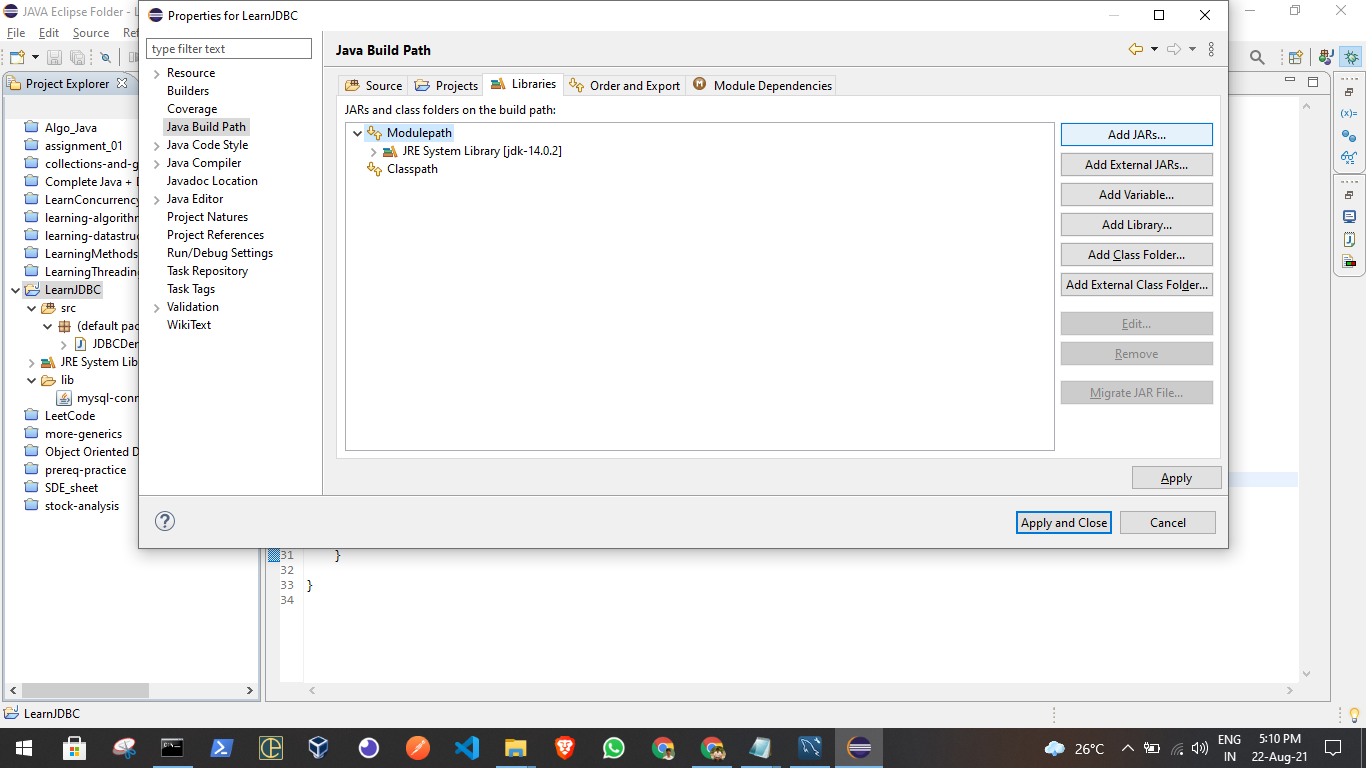 JAVA Eclipse Folder - L
Properties for LearnJDBC
File Edit Source Ref
type filter text
Java Build Path
Project Explorer
Resource
Builders
Coverage
Java Build Path
Java Code Style
Java Compiler
Javadoc Location
Java Editor
Project Natures
Project References
Run/Debug Settings
Task Repository
Task Tags
Validation
WikiText
Source Projects Libraries Order and Export Module Dependencies
JARs and class folders on the build path:
Modulepath
JRE System Library [jdk-14.0.2]
Classpath
Add JARs...
Add External JARs...
Add Variable...
Add Library...
Add Class Folder...
Add External Class Folder...
Edit...
Remove
Migrate JAR File...
Apply
Apply and Close Cancel
Algo_Java
assignment_01
collections-and-g
Complete Java + D
LearnConcurrency
learning-algorithm
learning-datastruc
LearningMethods
LearningThreading
LearnJDBC
src
(default pac
JDBCDem
JRE System Lib
lib
mysql-conn
LeetCode
more-generics
Object Oriented D
prereq-practice
SDE_sheet
stock-analysis
(x)=
31 }
32
33 }
34
LearnJDBC
26°C
ENG
IN
5:10 PM
22-Aug-21